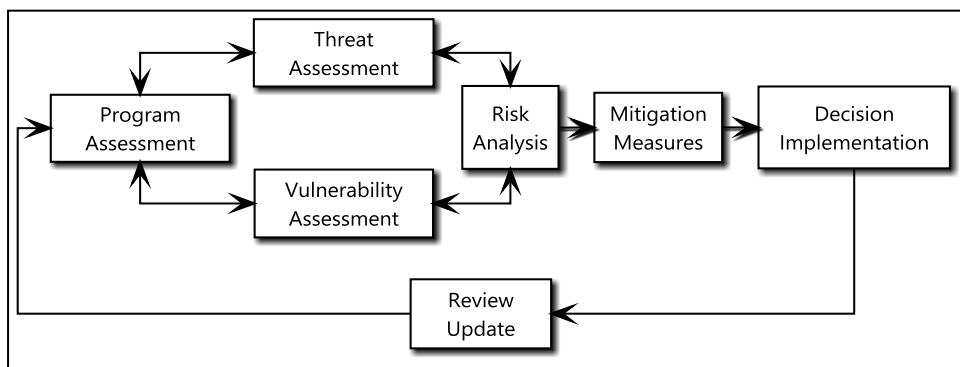 Threat
Assessment
Program
Assessment
Risk
Analysis
Mitigation
Measures
Decision
Implementation
Vulnerability
Assessment
Review
Update